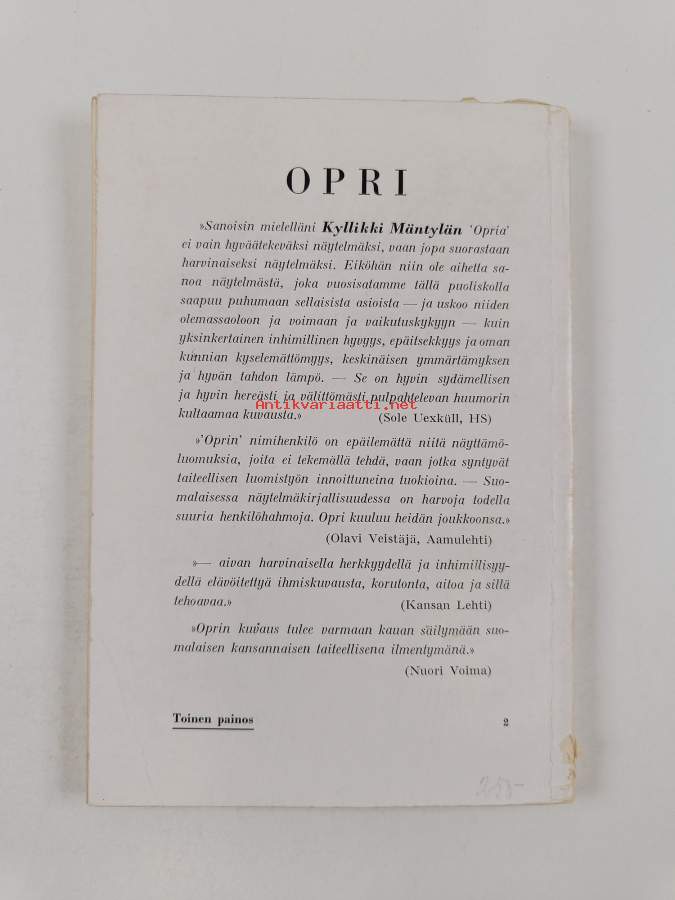 OPRI
»Sanoisin mielelläni Kyllikki Mäntylän 'Opria'
ei vain hyväätekeväksi näytelmäksi, vaan jopa suorastaan
harvinaiseksi näytelmäksi. Eiköhän niin ole aihetta sa-
noa näytelmästä, joka vuosisatamme tällä puoliskolla
saapuu puhumaan sellaisista asioista — ja uskoo niiden
olemassaoloon ja voimaan ja vaikutuskykyyn — kuin
yksinkertainen inhimillinen hyvyys, epäitsekkyys ja oman
kunnian kyselemättömyys, keskinäisen ymmärtämyksen
ja hyvän tahdon lämpö. — Se on hyvin sydämellisen
ja hyvin hereästi ja välittömästi pulpahtelevan huumorin
Antikvariaatti.net
kultaamaa kuvausta.» (Sole Uexküll, HS)
»'Oprin' nimihenkilö on epäilemättä niitä näyttämö-
luomuksia, joita ei tekemällä tehdä, vaan jotka syntyvät
taiteellisen luomistyön innoittuneina tuokioina. — Suo-
malaisessa näytelmäkirjallisuudessa on harvoja todella
suuria henkilöhahmoja. Opri kuuluu heidän joukkoonsa.»
(Olavi Veistäjä, Aamulehti)
»— aivan harvinaisella herkkyydellä ja inhimillisyy-
dellä elävöitettyä ihmiskuvausta, korutonta, aitoa ja sillä
tehoavaa.» (Kansan Lehti)
»Oprin kuvaus tulee varmaan kauan säilymään suo-
malaisen kansannaisen taiteellisena ilmentymänä.»
(Nuori Voima)
Toinen painos 2